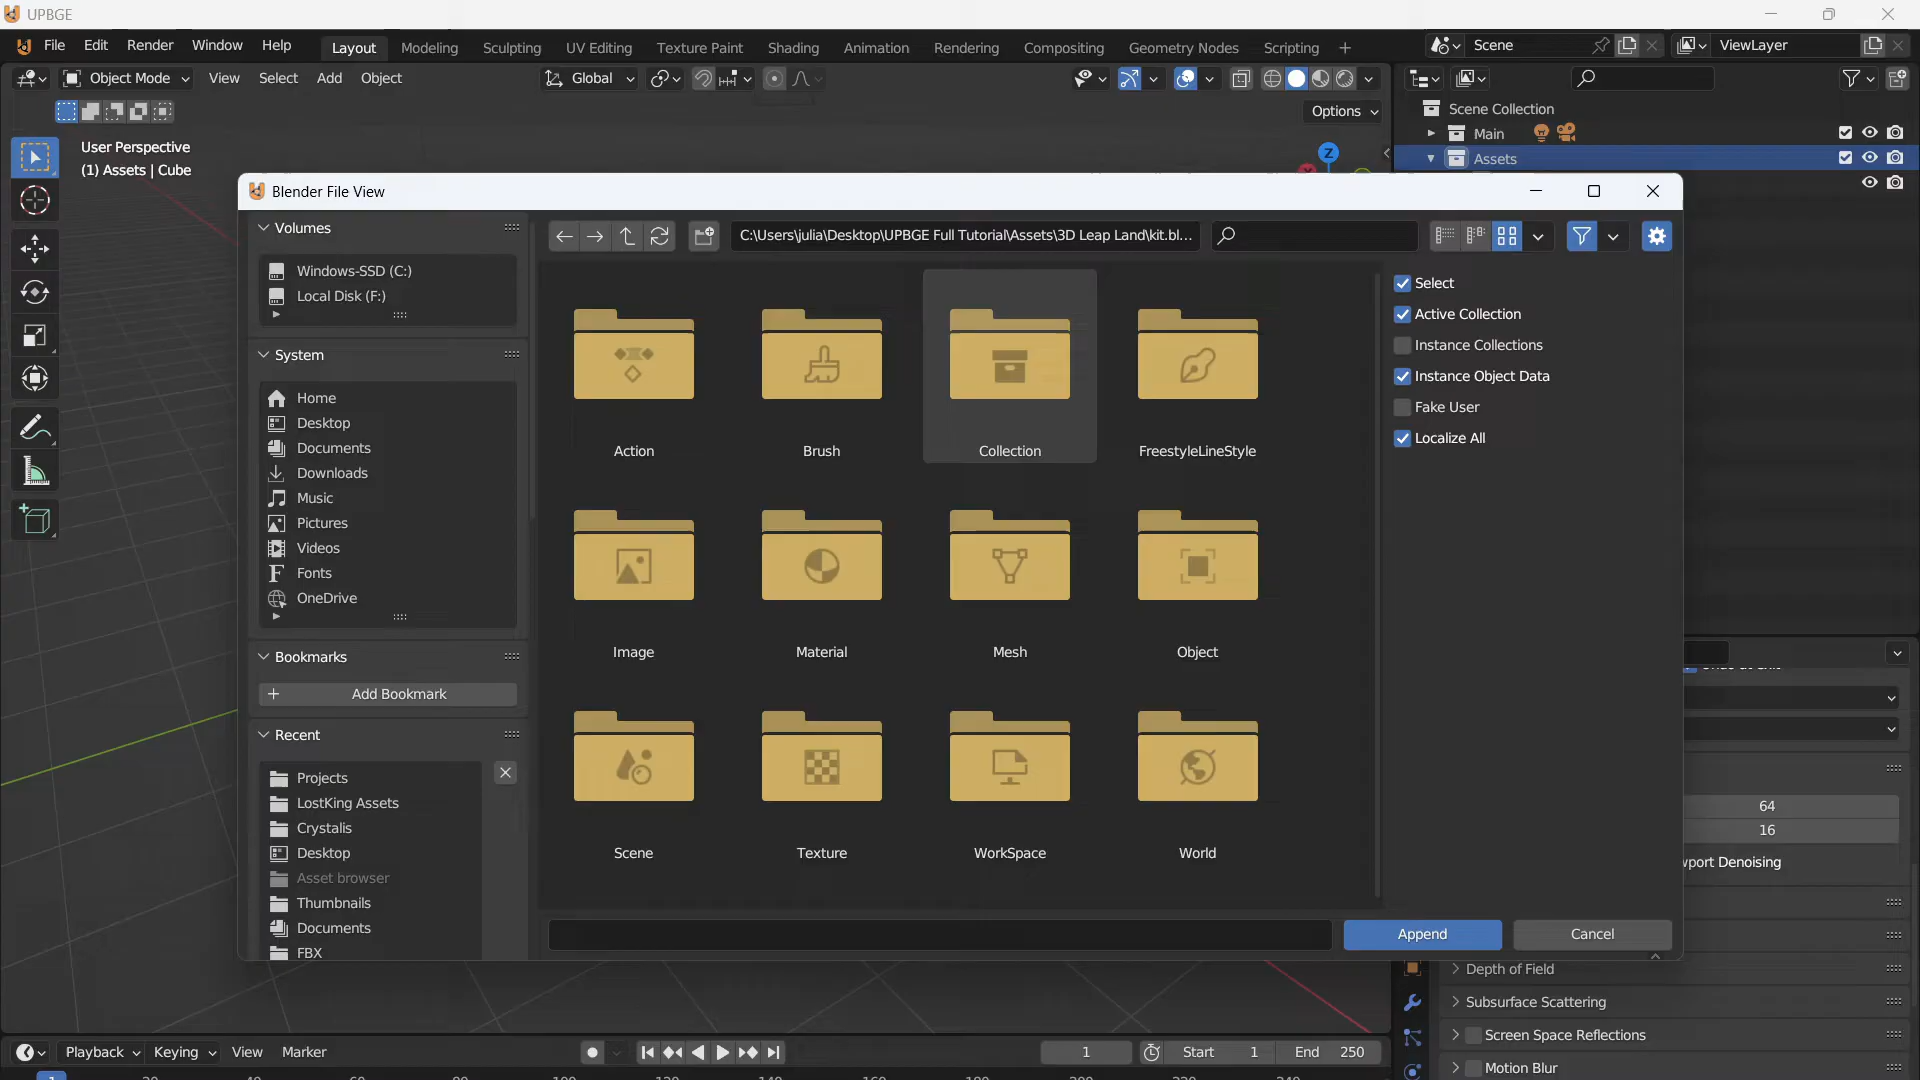 UPBGE
File Edit Render Window Help
Layout Modeling Sculpting UV Editing Texture Paint Shading Animation Rendering Compositing Geometry Nodes Scripting +
Scene
ViewLayer
Object Mode View Select Add Object
Global
Options
User Perspective
(1) Assets | Cube
Z
Scene Collection
Main
Assets
Blender File View
Volumes
Windows-SSD (C:)
Local Disk (F:)
System
Home
Desktop
Documents
Downloads
Music
Pictures
Videos
Fonts
OneDrive
Bookmarks
Add Bookmark
Recent
Projects
LostKing Assets
Crystalis
Desktop
Asset browser
Thumbnails
Documents
FBX
C:\Users\julia\Desktop\UPBGE Full Tutorial\Assets\3D Leap Land\kit.bl...
Action Brush Collection FreestyleLineStyle
Image Material Mesh Object
Scene Texture WorkSpace World
Select
Active Collection
Instance Collections
Instance Object Data
Fake User
Localize All
Append
Cancel
64
16
wport Denoising
Depth of Field
Subsurface Scattering
Screen Space Reflections
Motion Blur
Playback Keying View Marker
1
Start 1 End 250
1